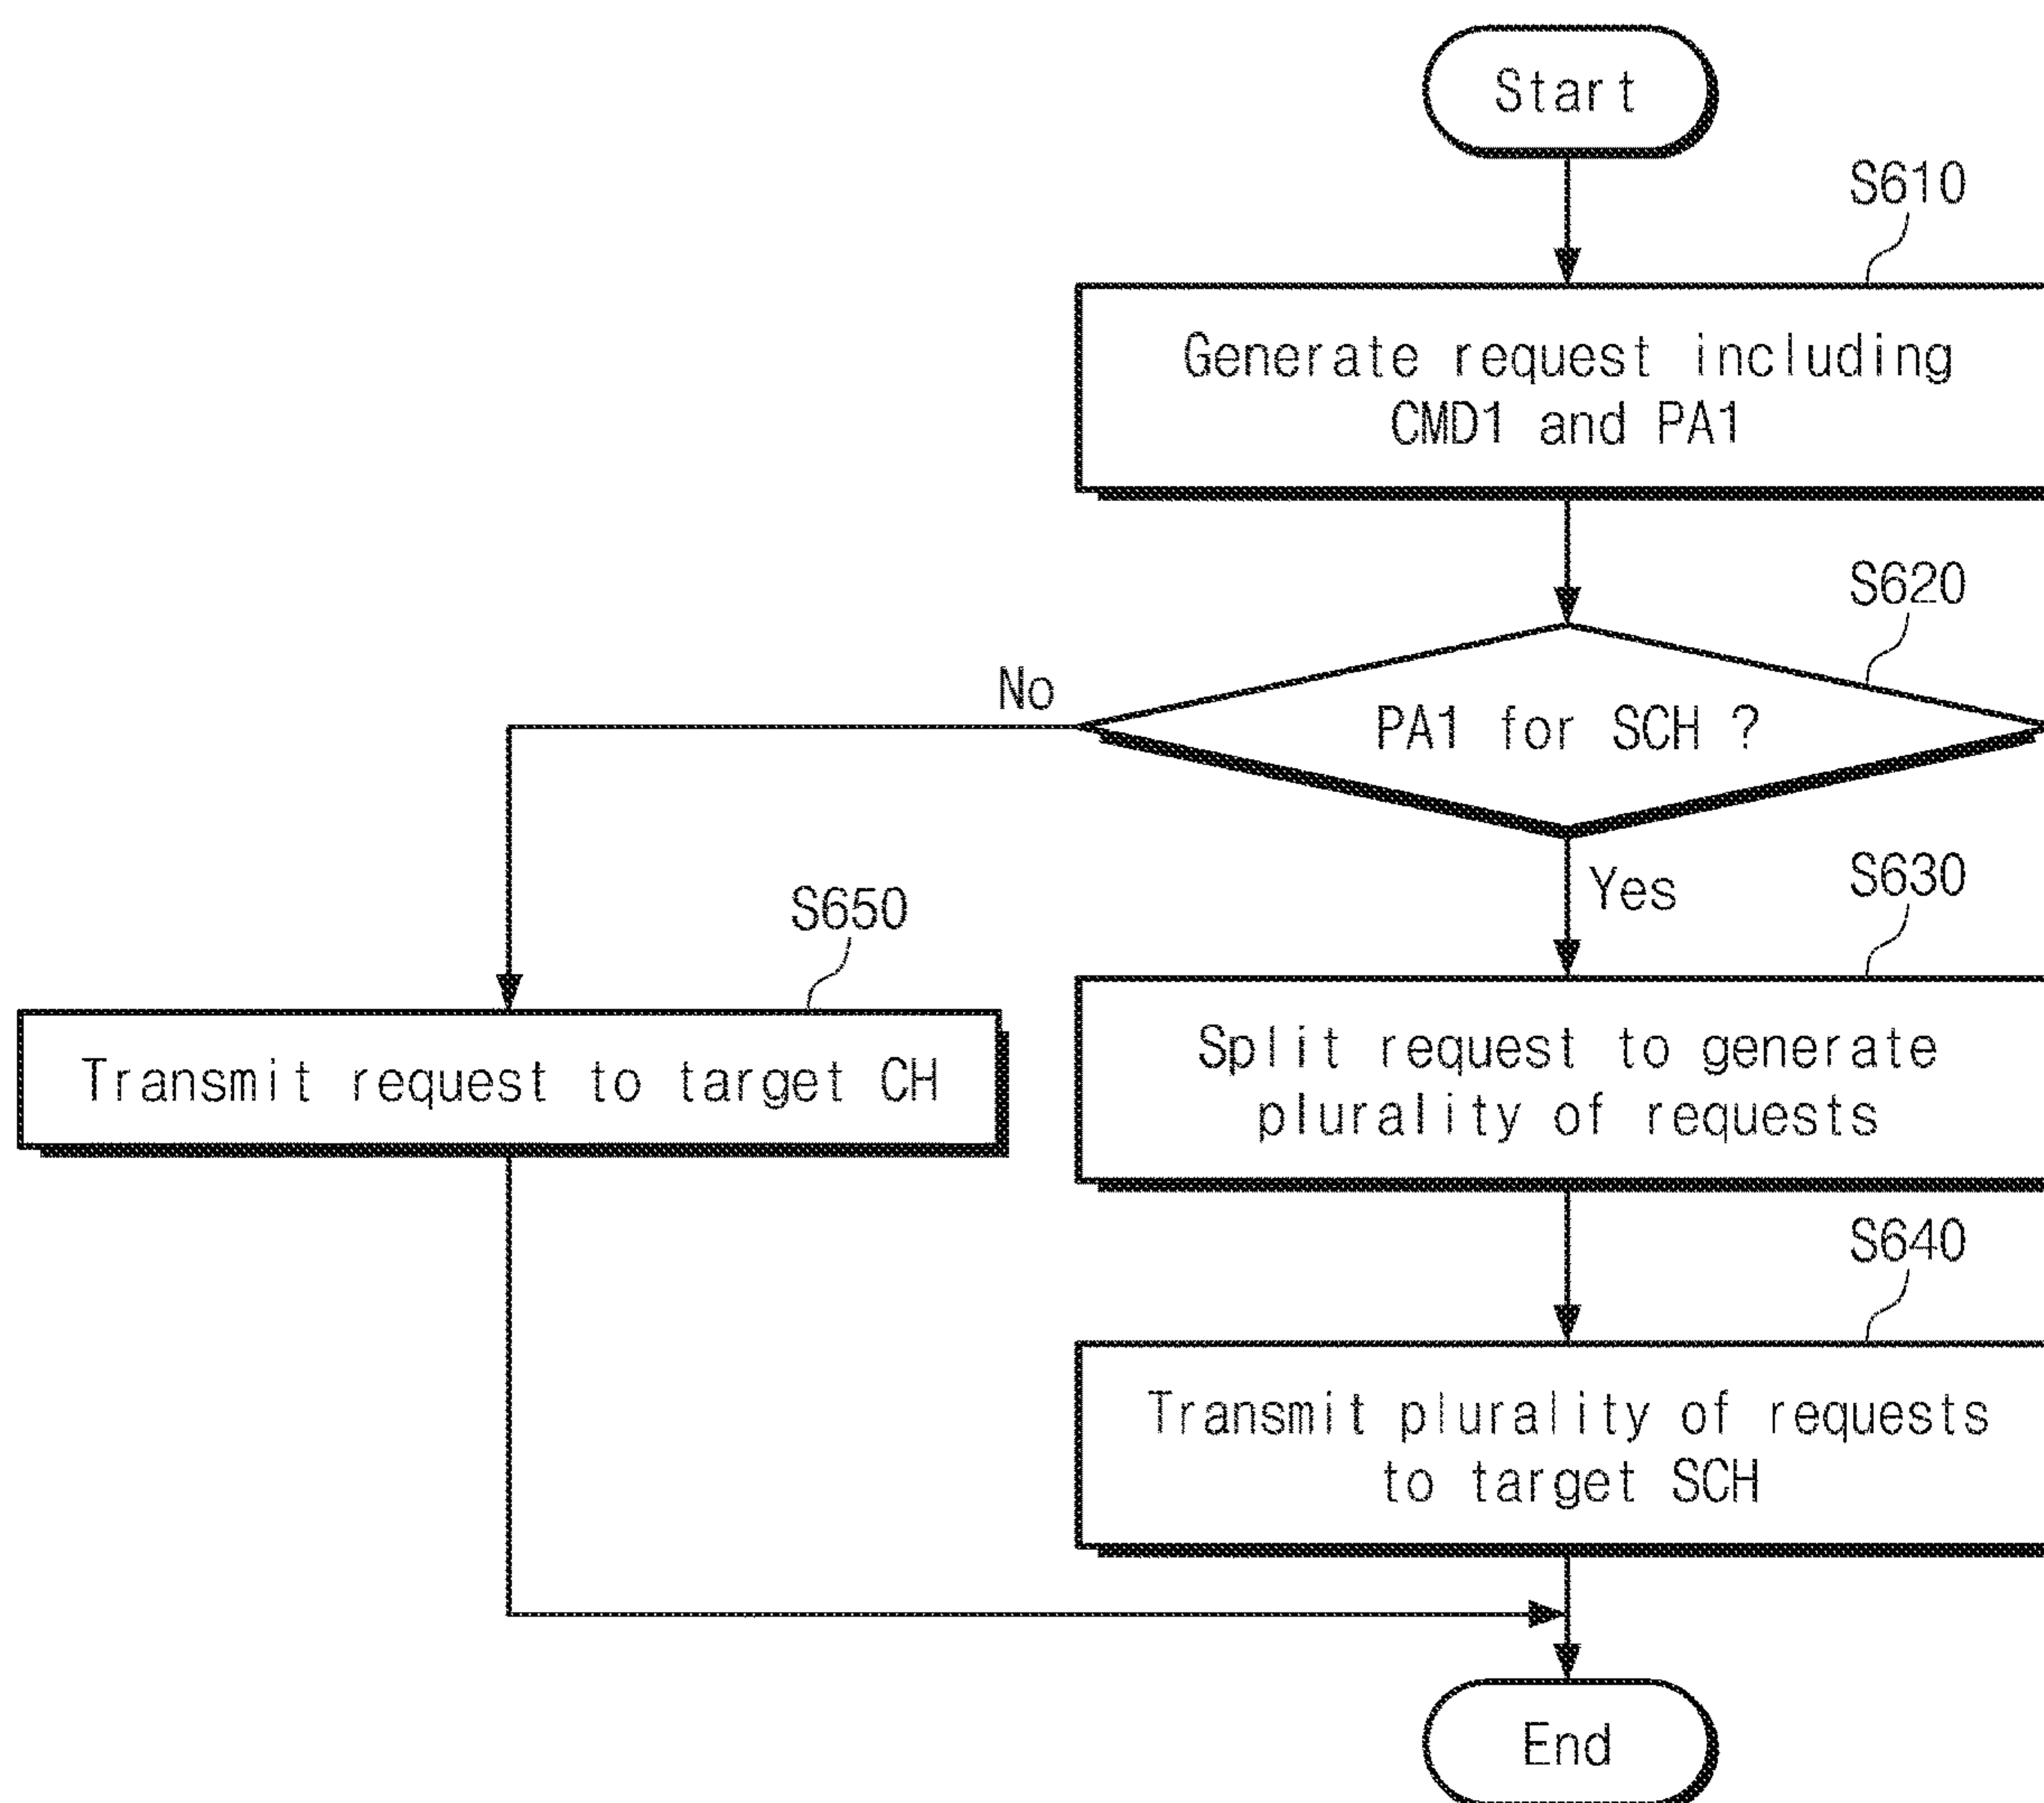 Start
S610
Generate request including
CMD1 and PA1
S620
No
PA1 for SCH ?
Yes
S630
S650
Split request to generate
plurality of requests
Transmit request to target CH
S640
Transmit plurality of requests
to target SCH
End